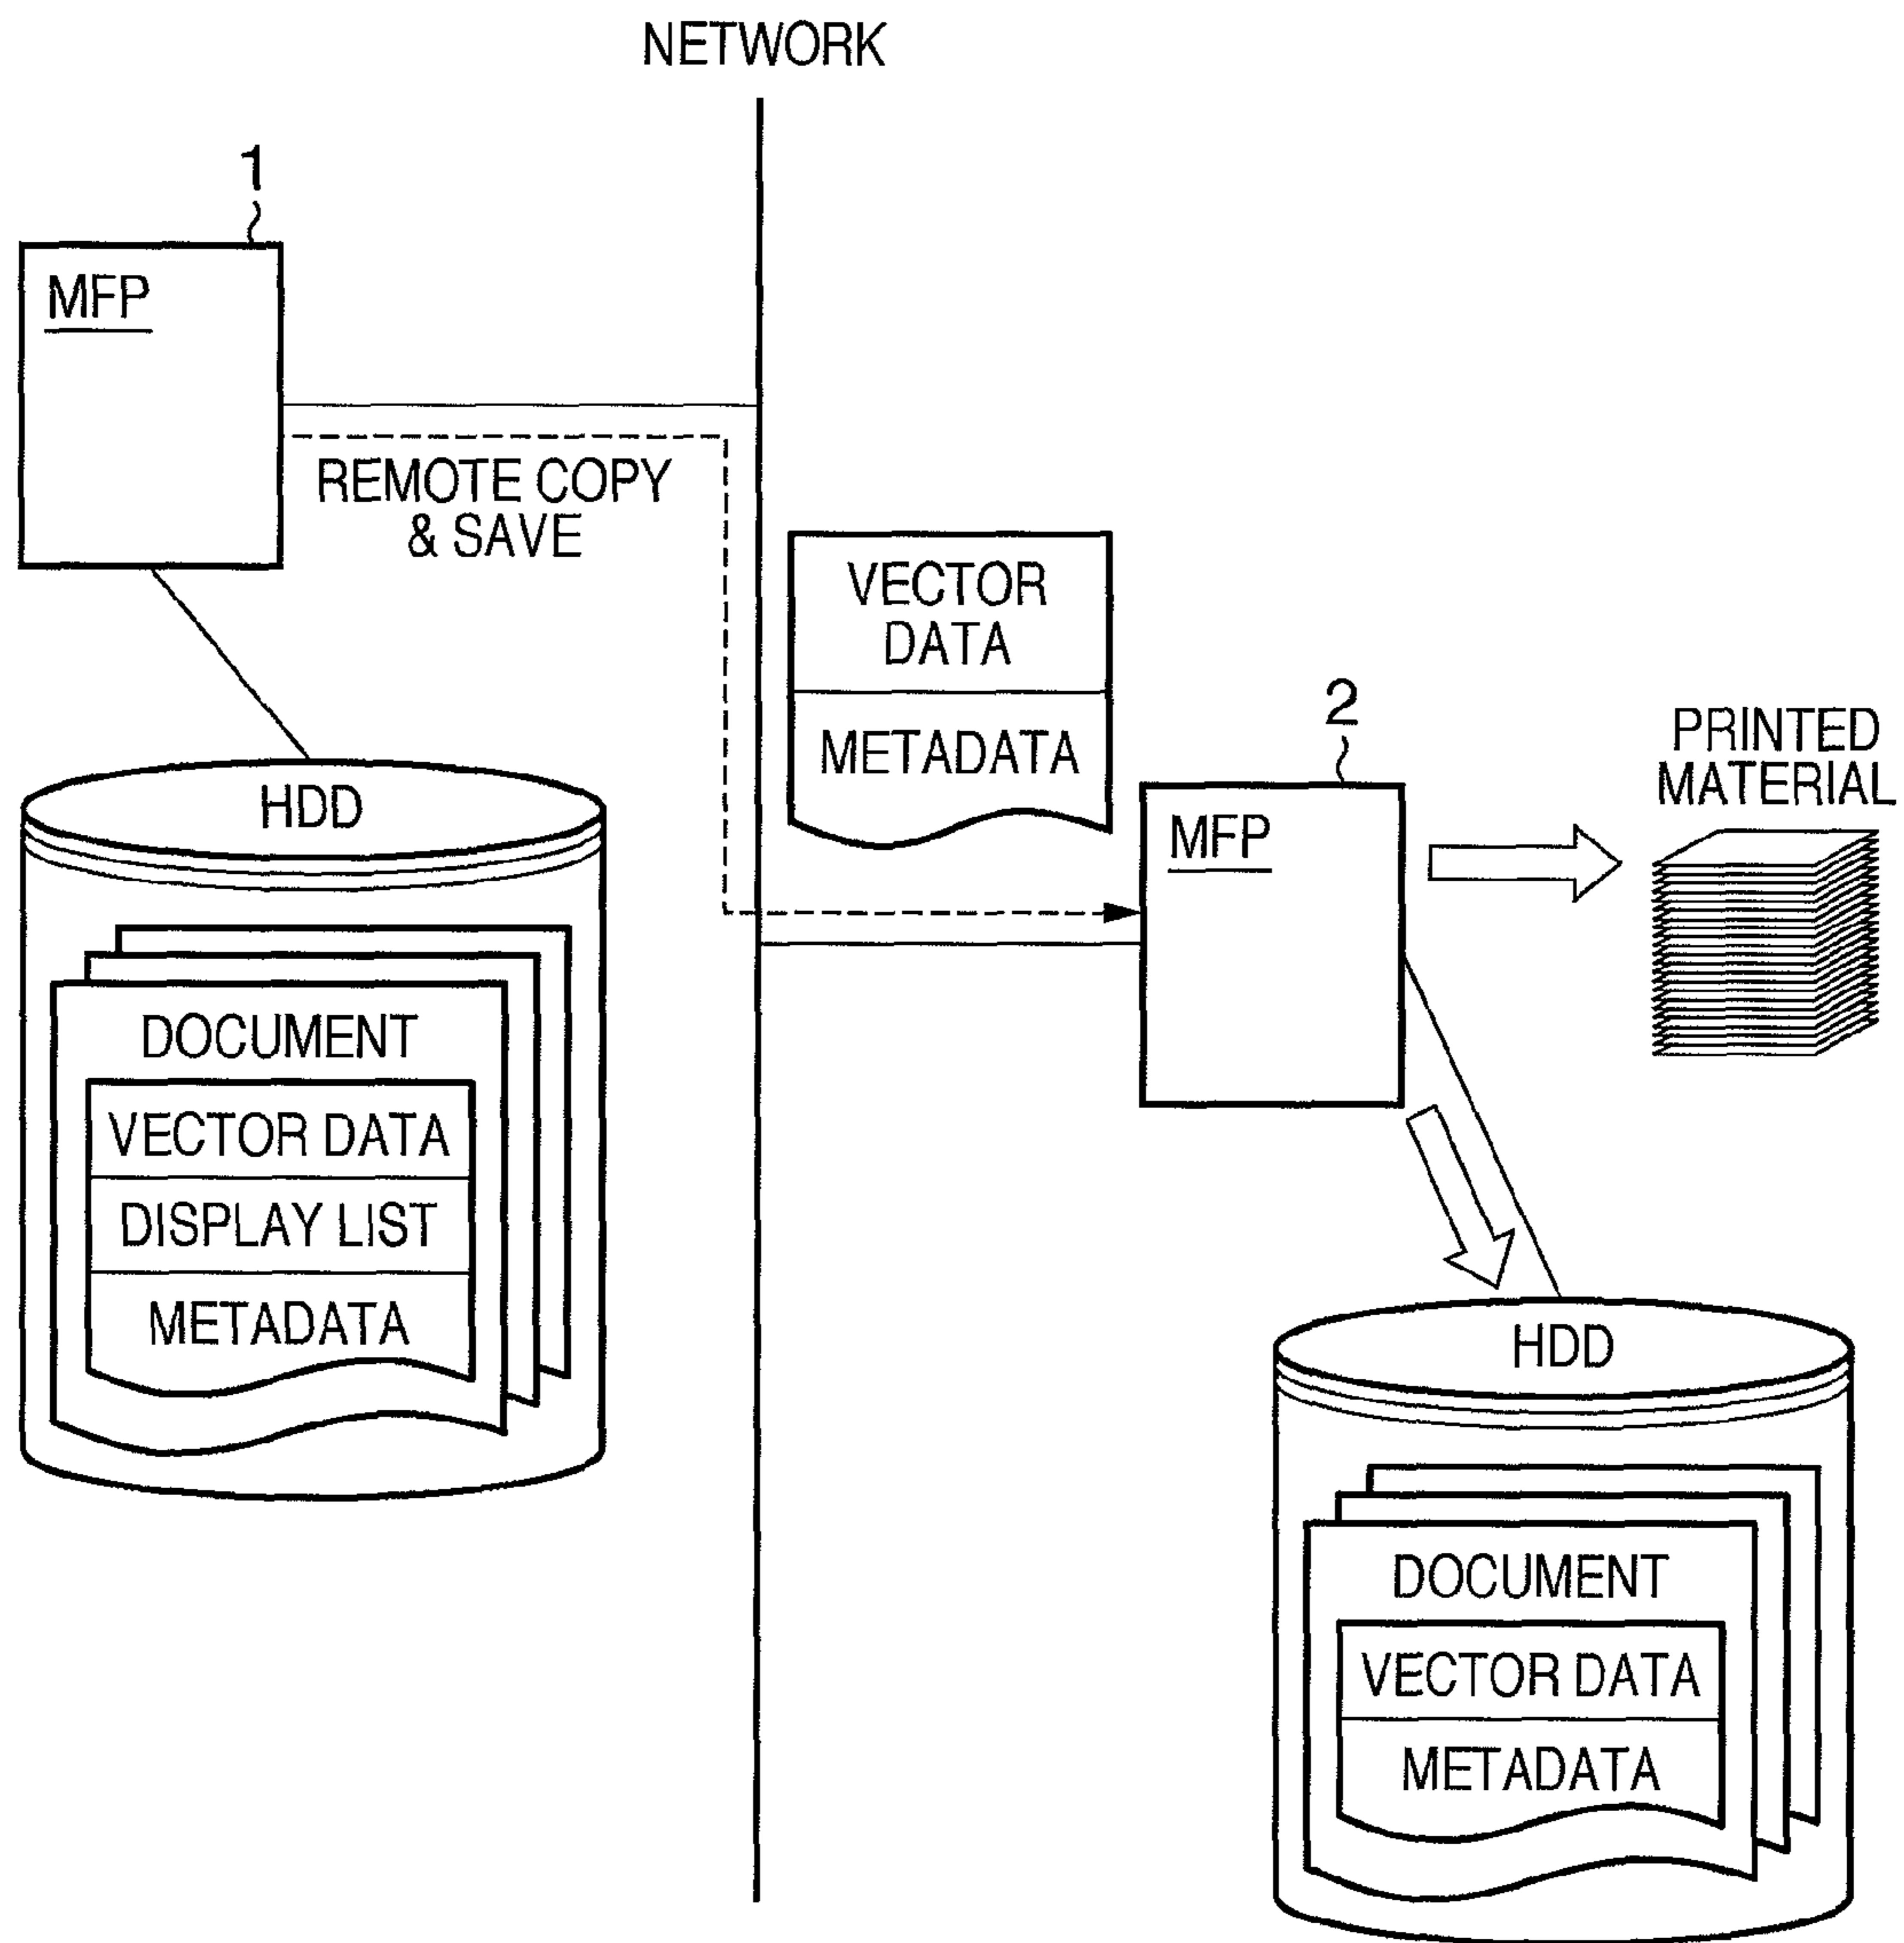 NETWORK
1
MFP
REMOTE COPY
& SAVE
VECTOR
DATA
METADATA
2
MFP
PRINTED
MATERIAL
HDD
DOCUMENT
VECTOR DATA
DISPLAY LIST
METADATA
HDD
DOCUMENT
VECTOR DATA
METADATA